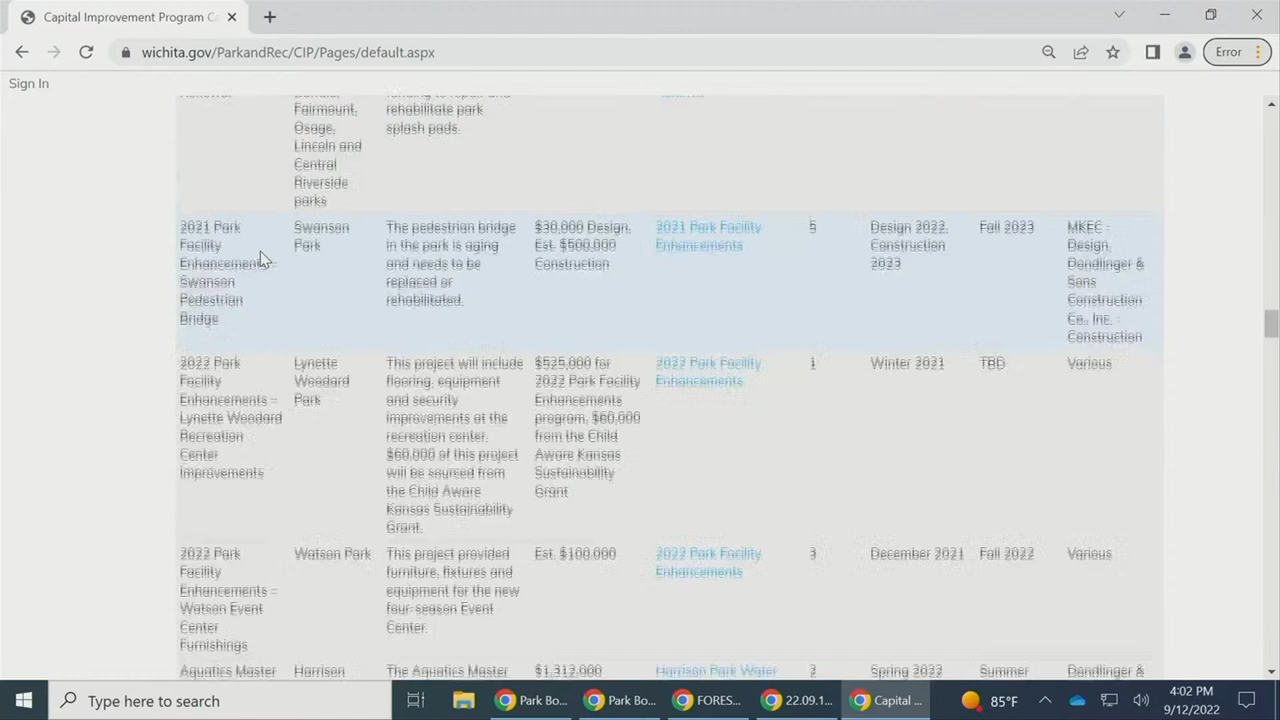 Capital Improvement Program C
wichita.gov/ParkandRec/CIP/Pages/default.aspx
Error
Sign In
Fairmount,
Osage,
Lincoln and
Central
Riverside
parks
rehabilitate park
splash pads.
2021 Park
Facility
Enhancements –
Swanson
Pedestrian
Bridge
Swanson
Park
The pedestrian bridge
in the park is aging
and needs to be
replaced or
rehabilitated.
$30,000 Design,
Est. $500,000
Construction
2021 Park Facility
Enhancements
5
Design 2022,
Construction
2023
Fall 2023
MKEC -
Design,
Dondlinger &
Sons
Construction
Co., Inc. -
Construction
2022 Park
Facility
Enhancements –
Lynette Woodard
Recreation
Center
Improvements
Lynette
Woodard
Park
This project will include
flooring, equipment
and security
improvements at the
recreation center.
$60,000 of this project
will be sourced from
the Child Aware
Kansas Sustainability
Grant.
$525,000 for
2022 Park Facility
Enhancements
program, $60,000
from the Child
Aware Kansas
Sustainability
Grant
2022 Park Facility
Enhancements
1
Winter 2021
TBD
Various
2022 Park
Facility
Enhancements –
Watson Event
Center
Furnishings
Watson Park
This project provided
furniture, fixtures and
equipment for the new
four-season Event
Center.
Est. $100,000
2022 Park Facility
Enhancements
3
December 2021
Fall 2022
Various
Aquatics Master
Harrison
The Aquatics Master
$1,312,000
Harrison Park Water
2
Spring 2022
Summer
Dondlinger &
Type here to search
Park Bo...
Park Bo...
FORES...
22.09.1...
Capital ...
85°F
4:02 PM
9/12/2022